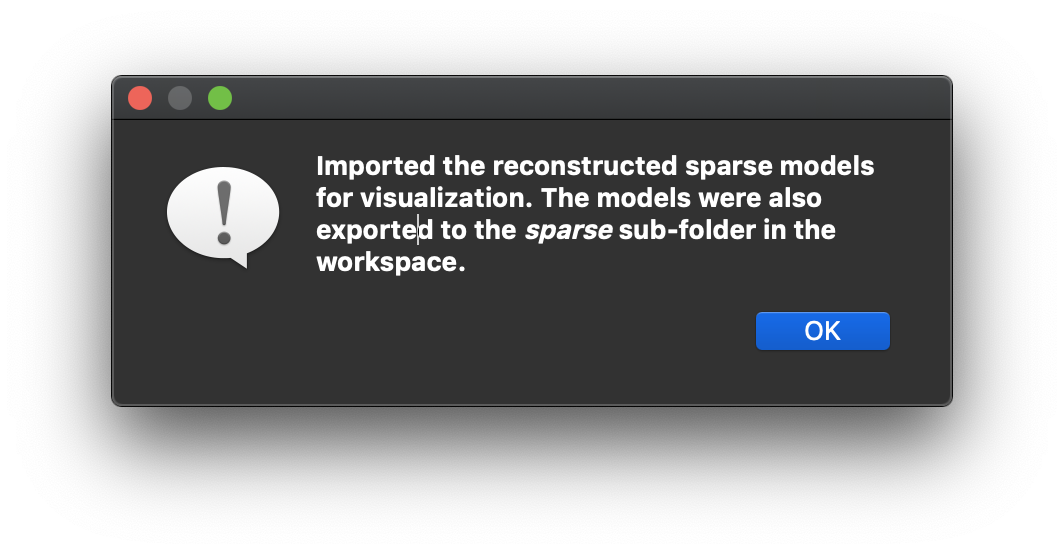 Imported the reconstructed sparse models
for visualization. The models were also
exported to the sparse sub-folder in the
workspace.
OK